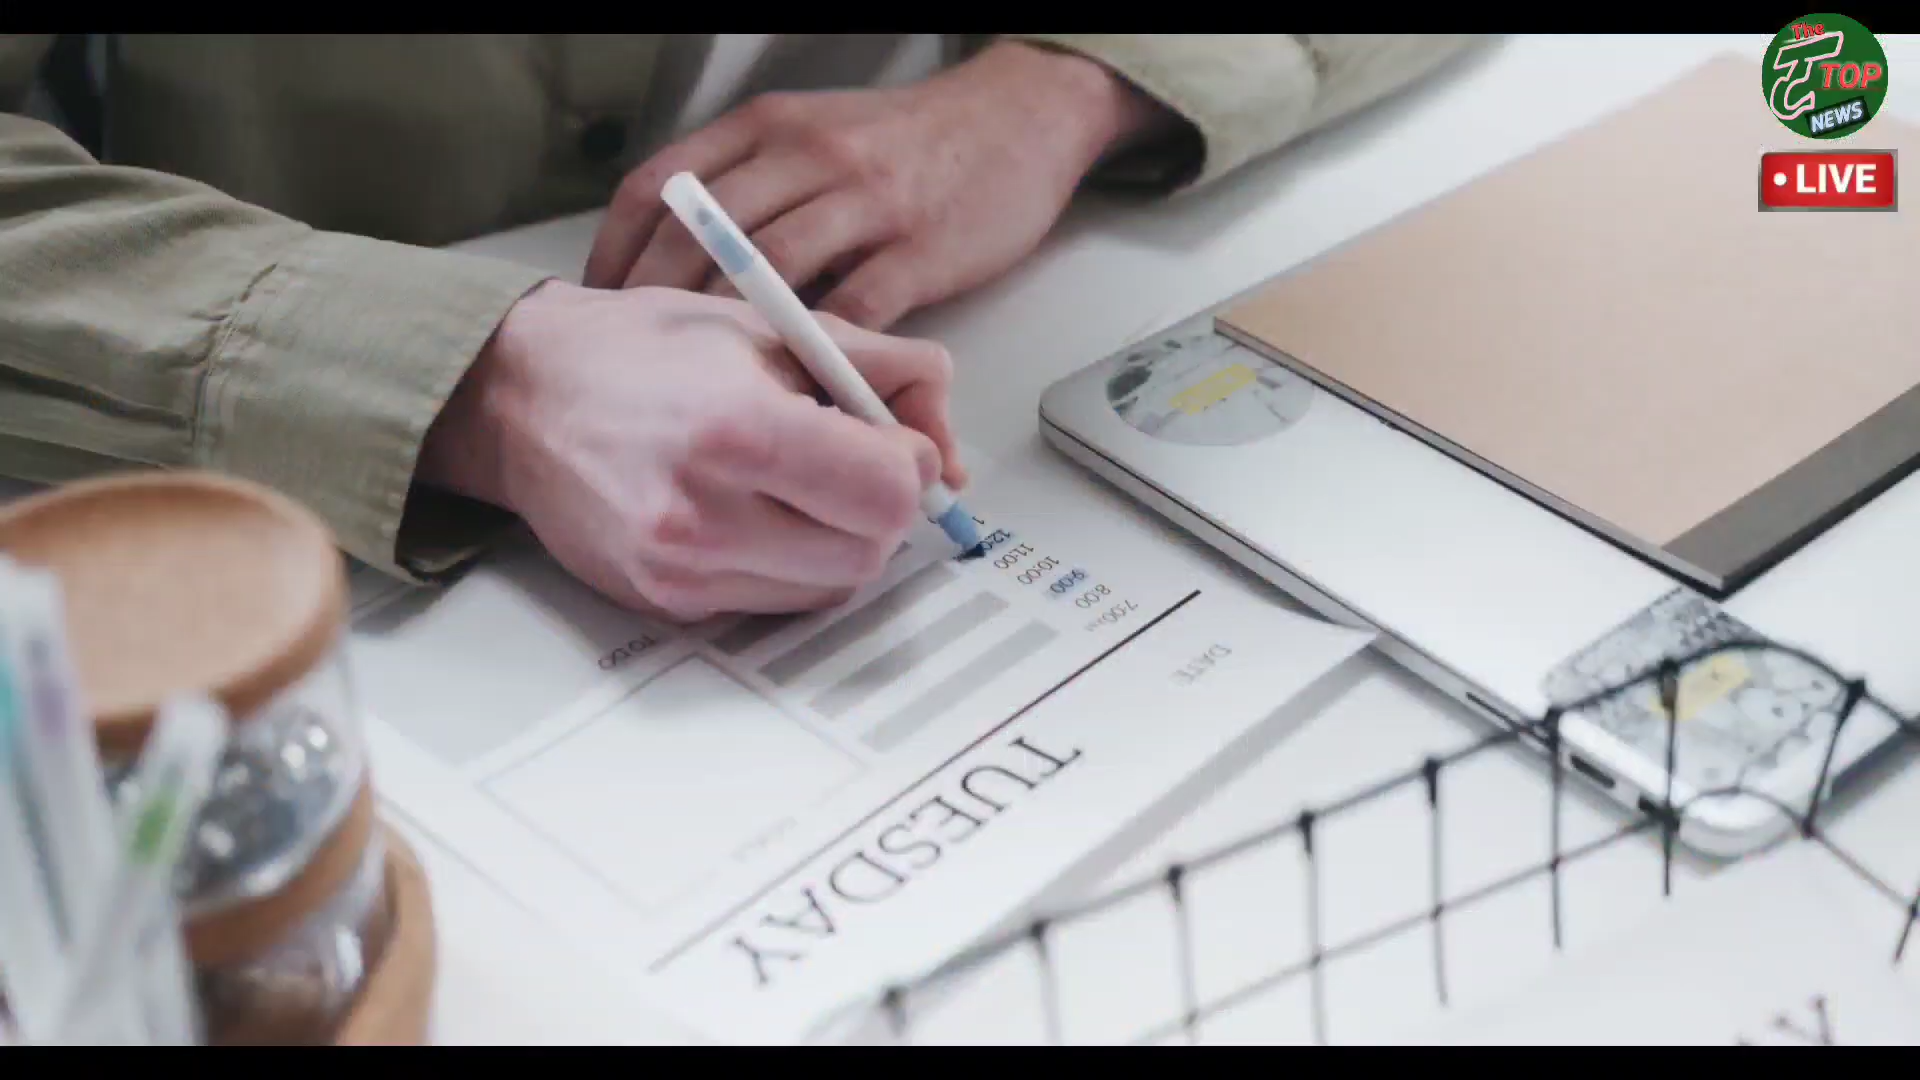 The
T TOP
NEWS
LIVE
TUESDAY
DATE
7:00
8:00
9:00
10:00
11:00
12:00
TO DO